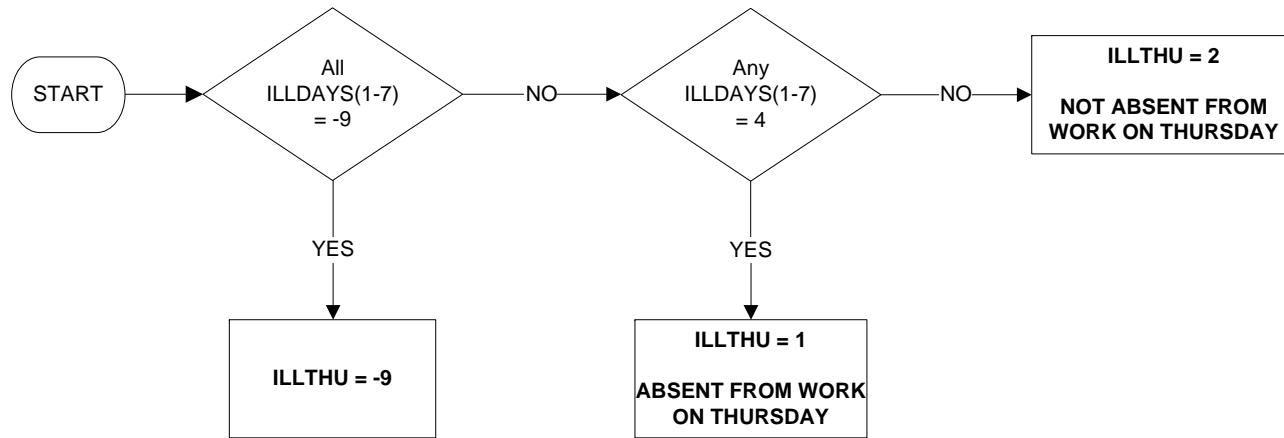 START
All
ILLDAYS(1-7)
= -9
NO
Any
ILLDAYS(1-7)
= 4
NO
ILLTHU = 2
NOT ABSENT FROM
WORK ON THURSDAY
YES
YES
ILLTHU = -9
ILLTHU = 1
ABSENT FROM WORK
ON THURSDAY